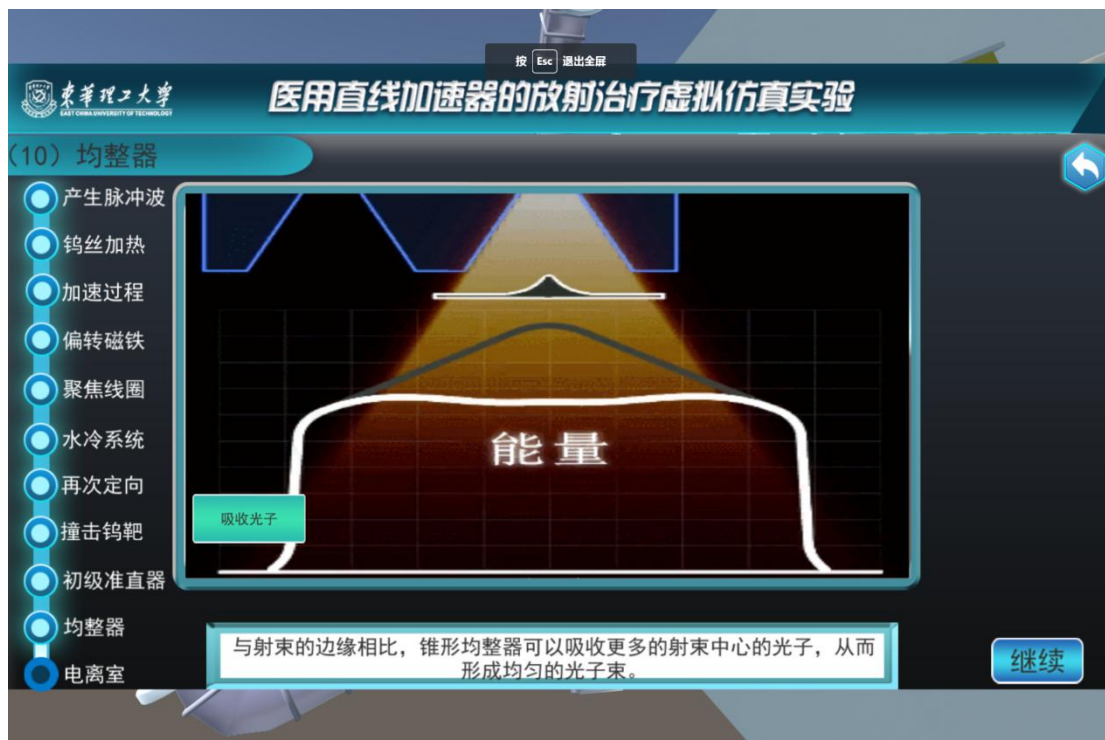 按 Esc 退出全屏
東華理工大學
EAST CHINA UNIVERSITY OF TECHNOLOGY
医用直线加速器的放射治疗虚拟仿真实验
(10) 均整器
产生脉冲波
钨丝加热
加速过程
偏转磁铁
聚焦线圈
水冷系统
再次定向
撞击钨靶
初级准直器
均整器
电离室
能量
吸收光子
与射束的边缘相比，锥形均整器可以吸收更多的射束中心的光子，从而
形成均匀的光子束。
继续